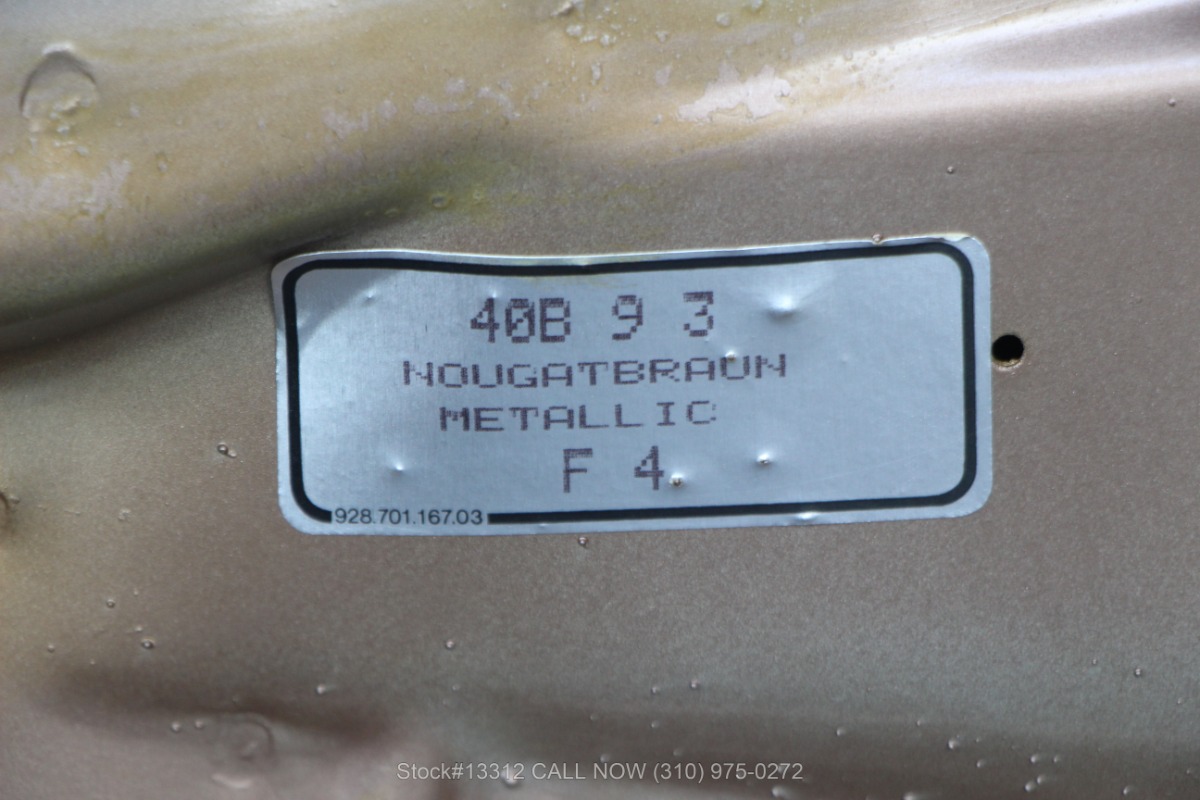 40B 9 3
NOUGATBRAUN
METALLIC
F 4
928.701.167.03
Stock#13312 CALL NOW (310) 975-0272